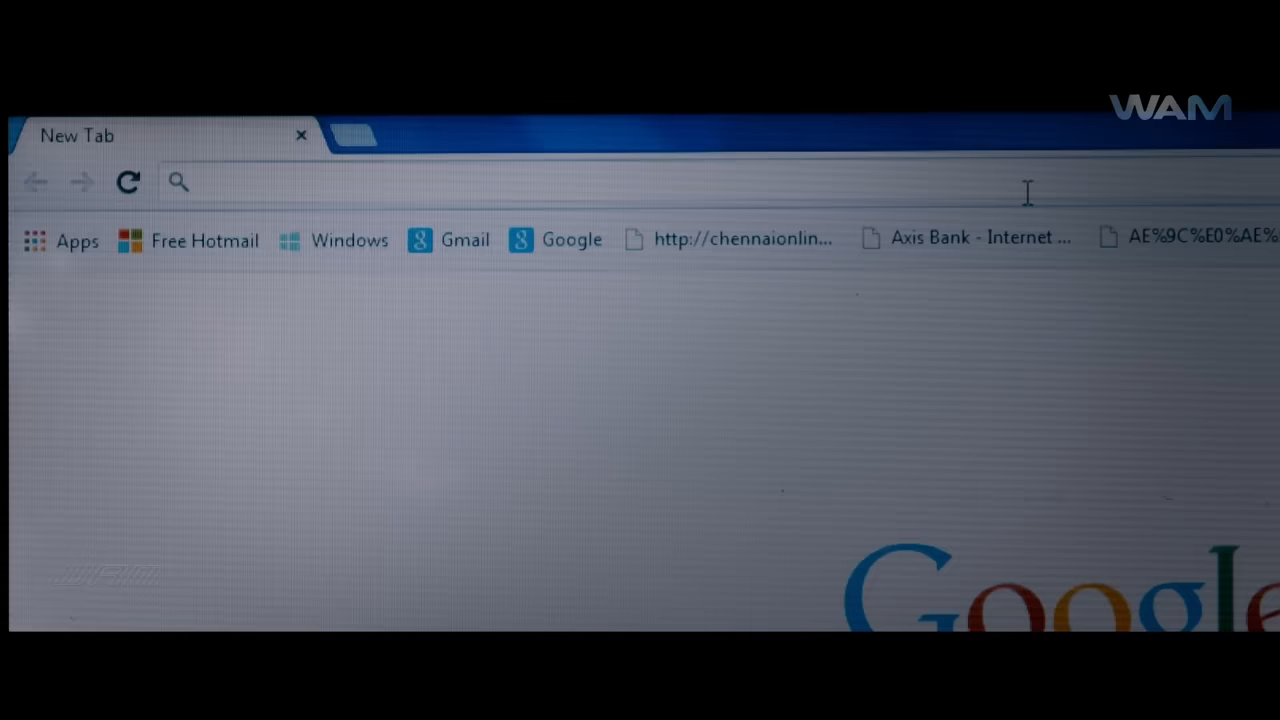 WAM
New Tab
Apps Free Hotmail Windows Gmail Google http://chennaionlin... Axis Bank - Internet ... AE%9C%E0%AE%
Google